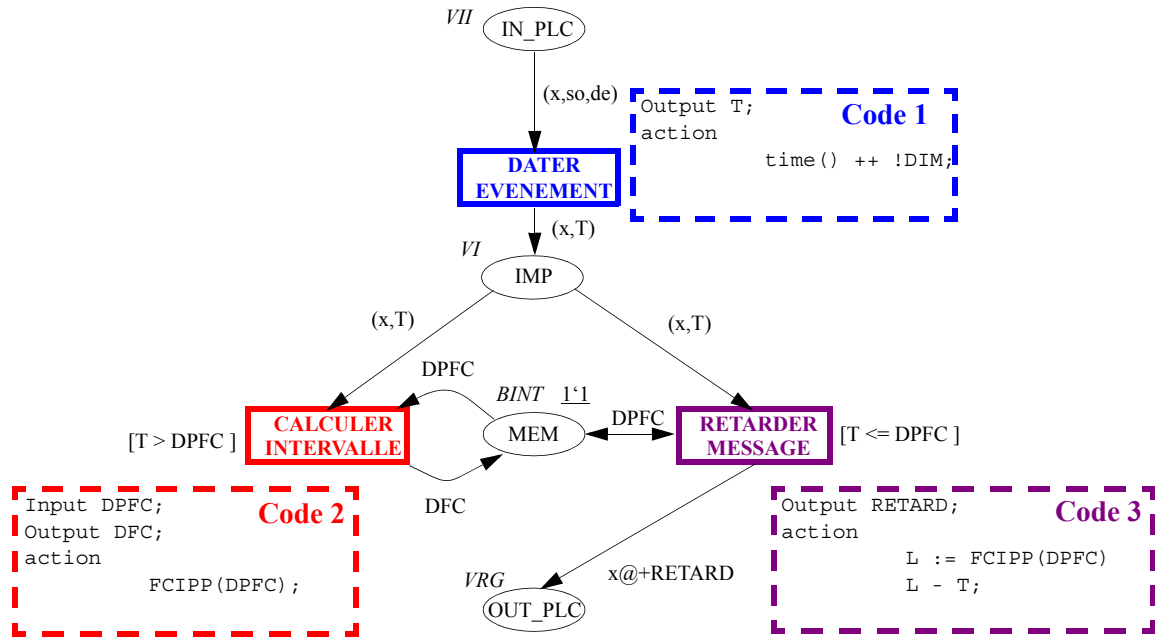 VII
IN_PLC
(x,so,de)
Output T; Code 1
action
time() ++ !DIM;
DATER
EVENEMENT
(x,T)
VI
IMP
(x,T)
(x,T)
DPFC
BINT 1‘1
DPFC
CALCULER
INTERVALLE
[T > DPFC ]
MEM
RETARDER
MESSAGE
[T <= DPFC ]
DFC
Input DPFC; Code 2
Output DFC;
action
FCIPP(DPFC);
Output RETARD; Code 3
action
L := FCIPP(DPFC)
L - T;
x@+RETARD
VRG
OUT_PLC